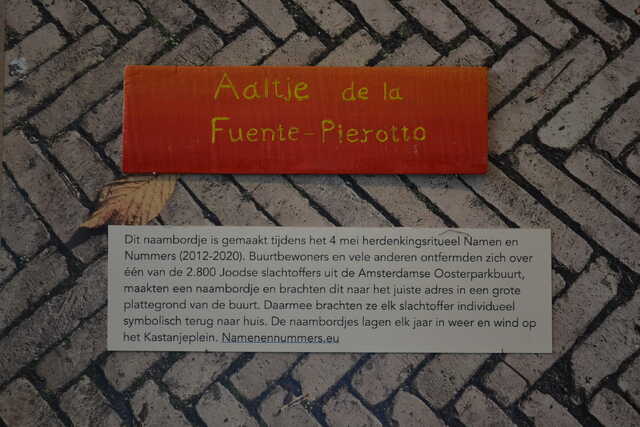 Aaltje de la
Fuente-Pierotto
Dit naambordje is gemaakt tijdens het 4 mei herdenkingsritueel Namen en
Nummers (2012-2020). Buurtbewoners en vele anderen ontfermden zich over
één van de 2.800 Joodse slachtoffers uit de Amsterdamse Oosterparkbuurt,
maakten een naambordje en brachten dit naar het juiste adres in een grote
plattegrond van de buurt. Daarmee brachten ze elk slachtoffer individueel
symbolisch terug naar huis. De naambordjes lagen elk jaar in weer en wind op
het Kastanjeplein. Namenennummers.eu